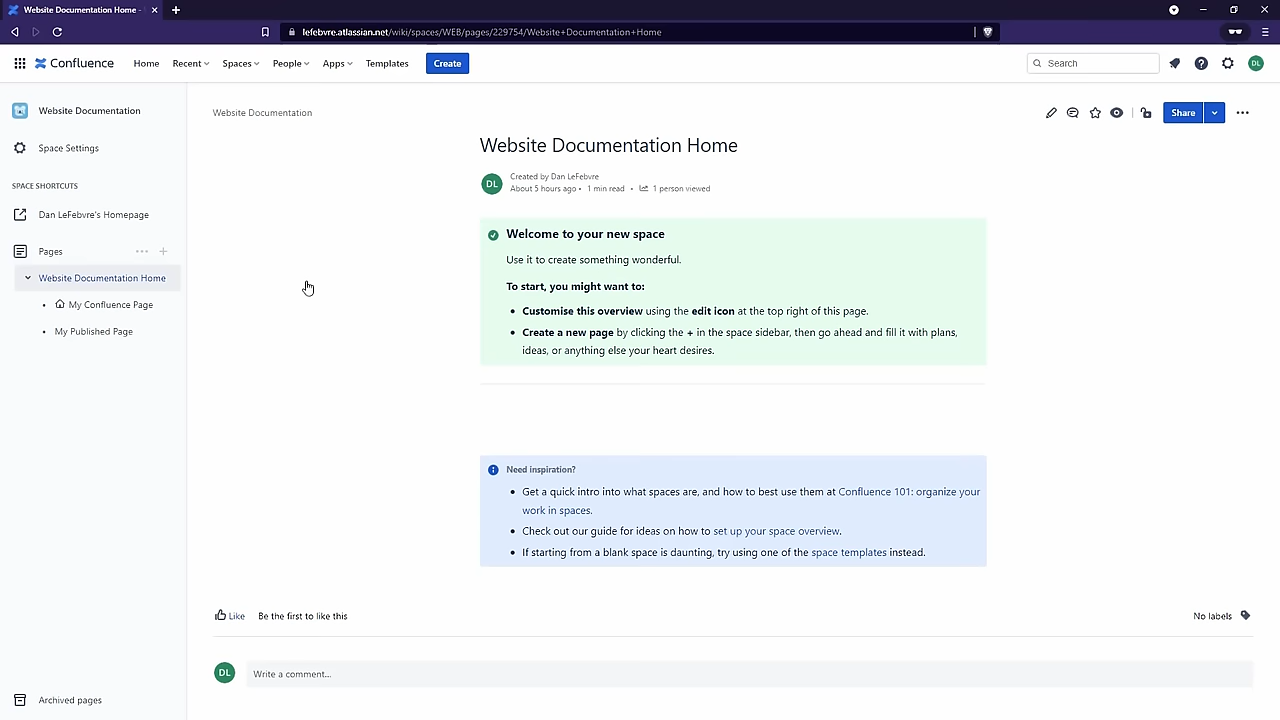 Website Documentation Home -
lefebvre.atlassian.net/wiki/spaces/WEB/pages/229754/Website+Documentation+Home
Confluence
Home
Recent
Spaces
People
Apps
Templates
Create
Search
DL
Website Documentation
Space Settings
SPACE SHORTCUTS
Dan LeFebvre's Homepage
Pages
Website Documentation Home
My Confluence Page
My Published Page
Archived pages
Website Documentation
Share
Website Documentation Home
DL
Created by Dan LeFebvre
About 5 hours ago • 1 min read • 1 person viewed
Welcome to your new space
Use it to create something wonderful.
To start, you might want to:
• Customise this overview using the edit icon at the top right of this page.
• Create a new page by clicking the + in the space sidebar, then go ahead and fill it with plans,
ideas, or anything else your heart desires.
Need inspiration?
• Get a quick intro into what spaces are, and how to best use them at Confluence 101: organize your
work in spaces.
• Check out our guide for ideas on how to set up your space overview.
• If starting from a blank space is daunting, try using one of the space templates instead.
Like
Be the first to like this
No labels
DL
Write a comment...